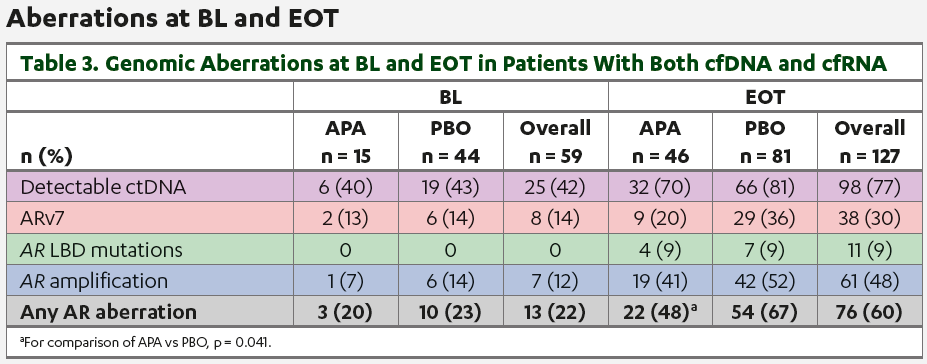 Aberrations at BL and EOT
Table 3. Genomic Aberrations at BL and EOT in Patients With Both cfDNA and cfRNA
BL EOT
APA PBO Overall APA PBO Overall
n (%) n = 15 n = 44 n = 59 n = 46 n = 81 n = 127
Detectable ctDNA 6 (40) 19 (43) 25 (42) 32 (70) 66 (81) 98 (77)
ARv7 2 (13) 6 (14) 8 (14) 9 (20) 29 (36) 38 (30)
AR LBD mutations 0 0 0 4 (9) 7 (9) 11 (9)
AR amplification 1 (7) 6 (14) 7 (12) 19 (41) 42 (52) 61 (48)
Any AR aberration 3 (20) 10 (23) 13 (22) 22 (48)ᵃ 54 (67) 76 (60)
ᵃFor comparison of APA vs PBO, p = 0.041.